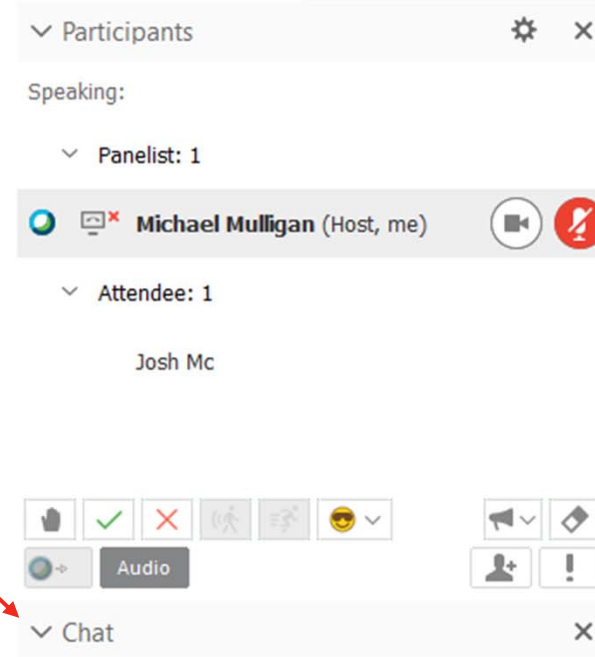 Participants
Speaking:
Panelist: 1
Michael Mulligan (Host, me)
Attendee: 1
Josh Mc
Audio
Chat